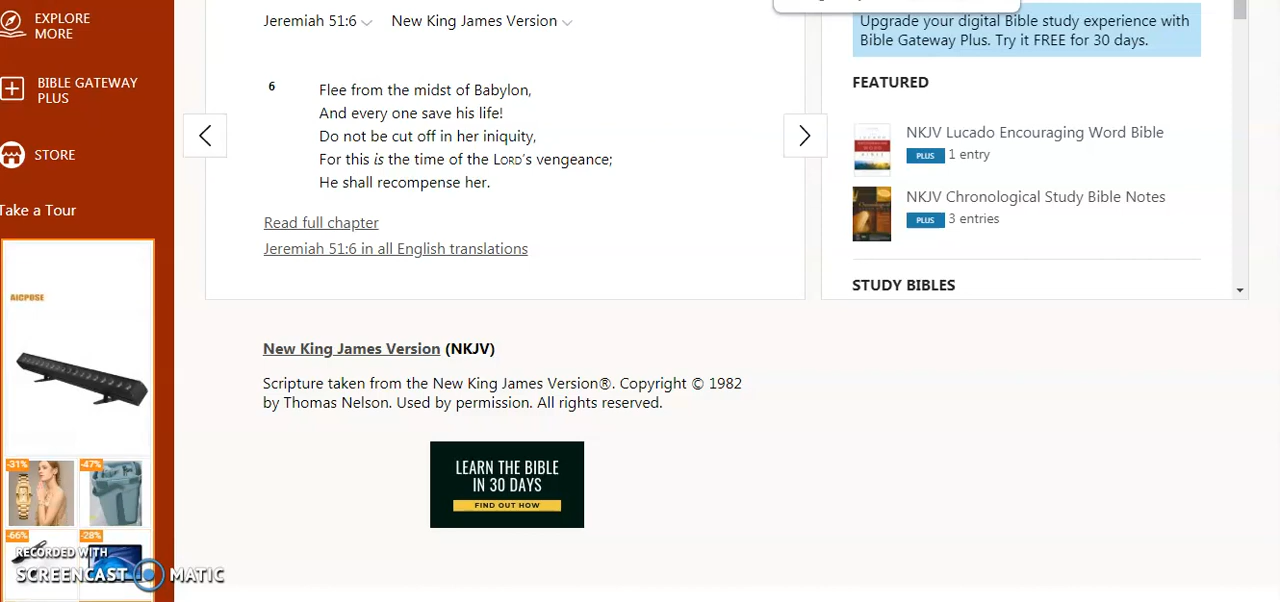 EXPLORE
MORE
BIBLE GATEWAY
PLUS
STORE
Take a Tour
AICPOSE
-31%
-47%
-66%
-28%
RECORDED WITH
SCREENCAST MATIC
Jeremiah 51:6 New King James Version
6 Flee from the midst of Babylon,
And every one save his life!
Do not be cut off in her iniquity,
For this is the time of the LORD's vengeance;
He shall recompense her.
Read full chapter
Jeremiah 51:6 in all English translations
New King James Version (NKJV)
Scripture taken from the New King James Version®. Copyright © 1982
by Thomas Nelson. Used by permission. All rights reserved.
LEARN THE BIBLE
IN 30 DAYS
FIND OUT HOW
Upgrade your digital Bible study experience with
Bible Gateway Plus. Try it FREE for 30 days.
FEATURED
NKJV Lucado Encouraging Word Bible
PLUS 1 entry
NKJV Chronological Study Bible Notes
PLUS 3 entries
STUDY BIBLES